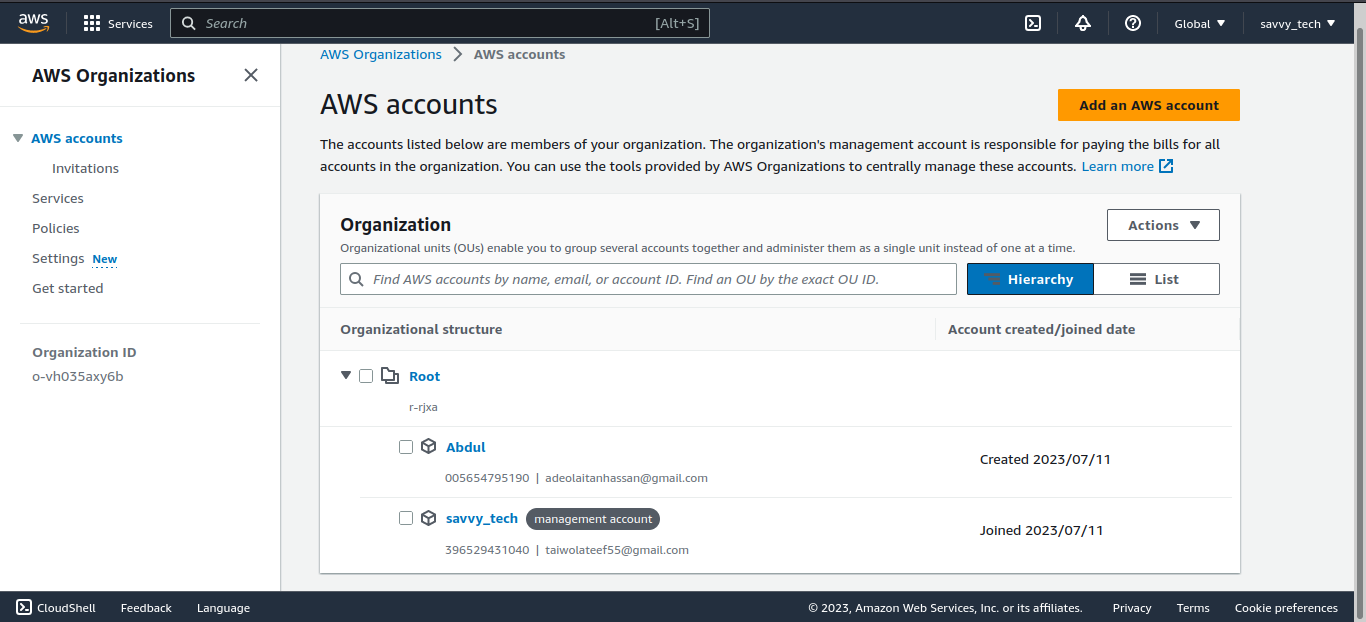 aws Services Search [Alt+S] Global savvy_tech
AWS Organizations
AWS accounts
Invitations
Services
Policies
Settings New
Get started
Organization ID
o-vh035axy6b
AWS Organizations > AWS accounts
AWS accounts
Add an AWS account
The accounts listed below are members of your organization. The organization's management account is responsible for paying the bills for all
accounts in the organization. You can use the tools provided by AWS Organizations to centrally manage these accounts. Learn more
Organization
Actions
Organizational units (OUs) enable you to group several accounts together and administer them as a single unit instead of one at a time.
Find AWS accounts by name, email, or account ID. Find an OU by the exact OU ID.
Hierarchy List
Organizational structure Account created/joined date
Root
r-rjxa
Abdul
Created 2023/07/11
005654795190 | adeolaitanhassan@gmail.com
savvy_tech management account
Joined 2023/07/11
396529431040 | taiwolateef55@gmail.com
CloudShell Feedback Language © 2023, Amazon Web Services, Inc. or its affiliates. Privacy Terms Cookie preferences